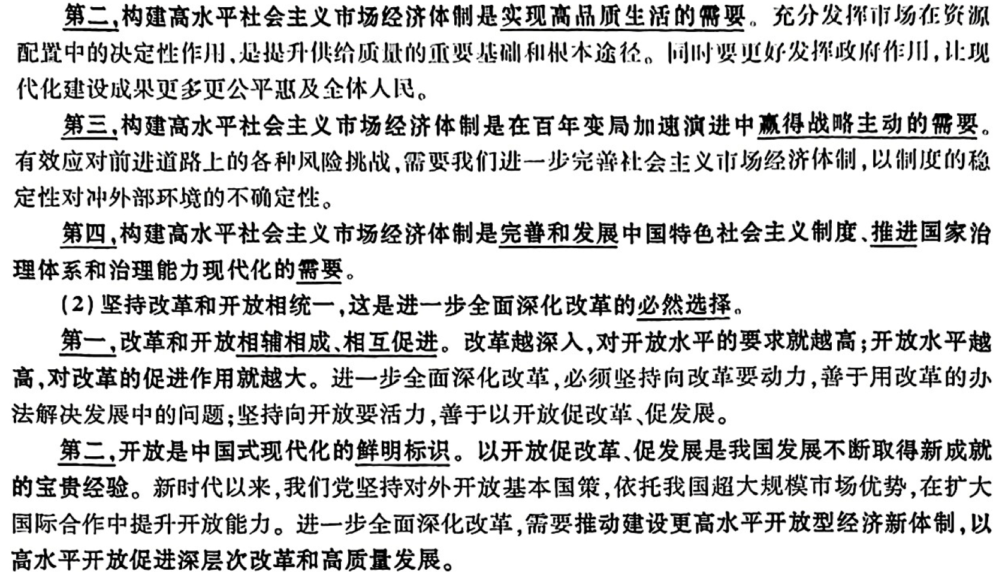 第二,构建高水平社会主义市场经济体制是实现高品质生活的需要。充分发挥市场在资源
配置中的决定性作用,是提升供给质量的重要基础和根本途径。同时要更好发挥政府作用,让现
代化建设成果更多更公平惠及全体人民。
第三,构建高水平社会主义市场经济体制是在百年变局加速演进中赢得战略主动的需要。
有效应对前进道路上的各种风险挑战,需要我们进一步完善社会主义市场经济体制,以制度的稳
定性对冲外部环境的不确定性。
第四,构建高水平社会主义市场经济体制是完善和发展中国特色社会主义制度、推进国家治
理体系和治理能力现代化的需要。
(2)坚持改革和开放相统一,这是进一步全面深化改革的必然选择。
第一,改革和开放相辅相成、相互促进。改革越深入,对开放水平的要求就越高;开放水平越
高,对改革的促进作用就越大。进一步全面深化改革,必须坚持向改革要动力,善于用改革的办
法解决发展中的问题;坚持向开放要活力,善于以开放促改革、促发展。
第二,开放是中国式现代化的鲜明标识。以开放促改革、促发展是我国发展不断取得新成就
的宝贵经验。新时代以来,我们党坚持对外开放基本国策,依托我国超大规模市场优势,在扩大
国际合作中提升开放能力。进一步全面深化改革,需要推动建设更高水平开放型经济新体制,以
高水平开放促进深层次改革和高质量发展。